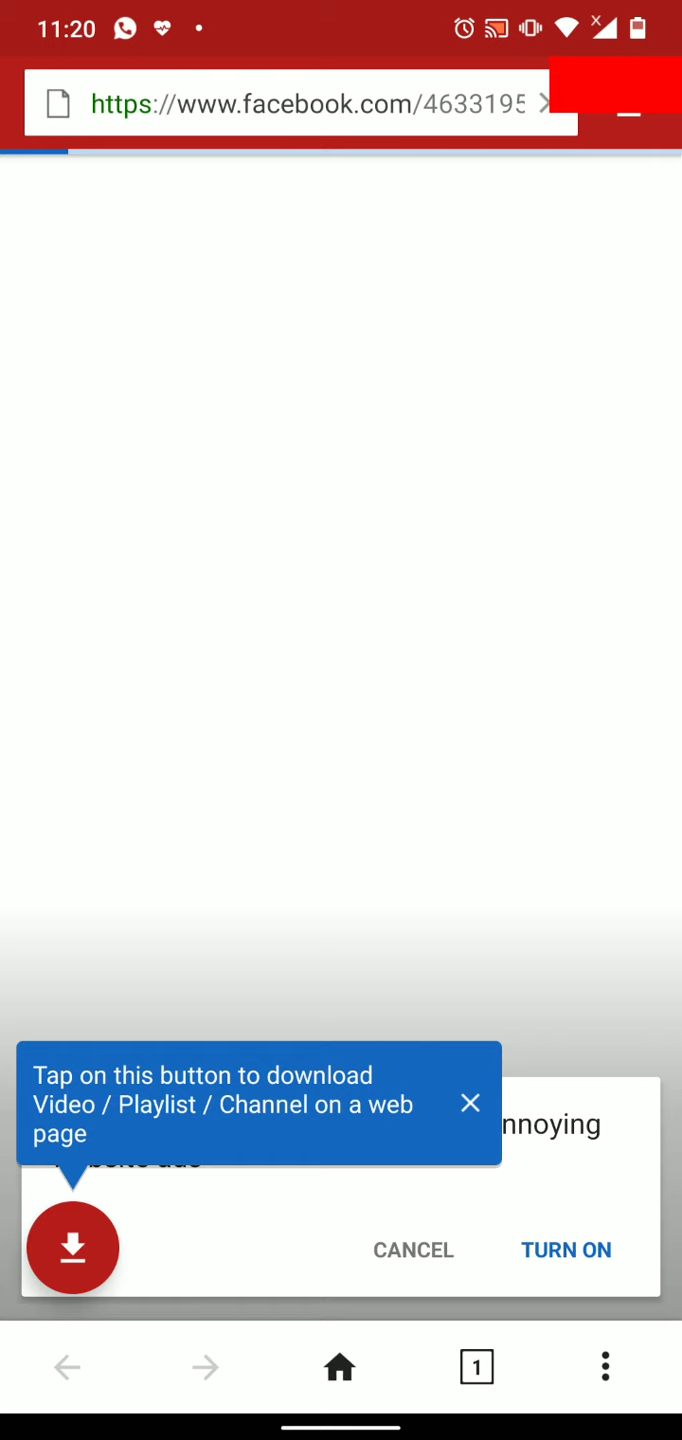 11:20
https://www.facebook.com/4633195
Tap on this button to download
Video / Playlist / Channel on a web
page
nnoying
CANCEL
TURN ON
1